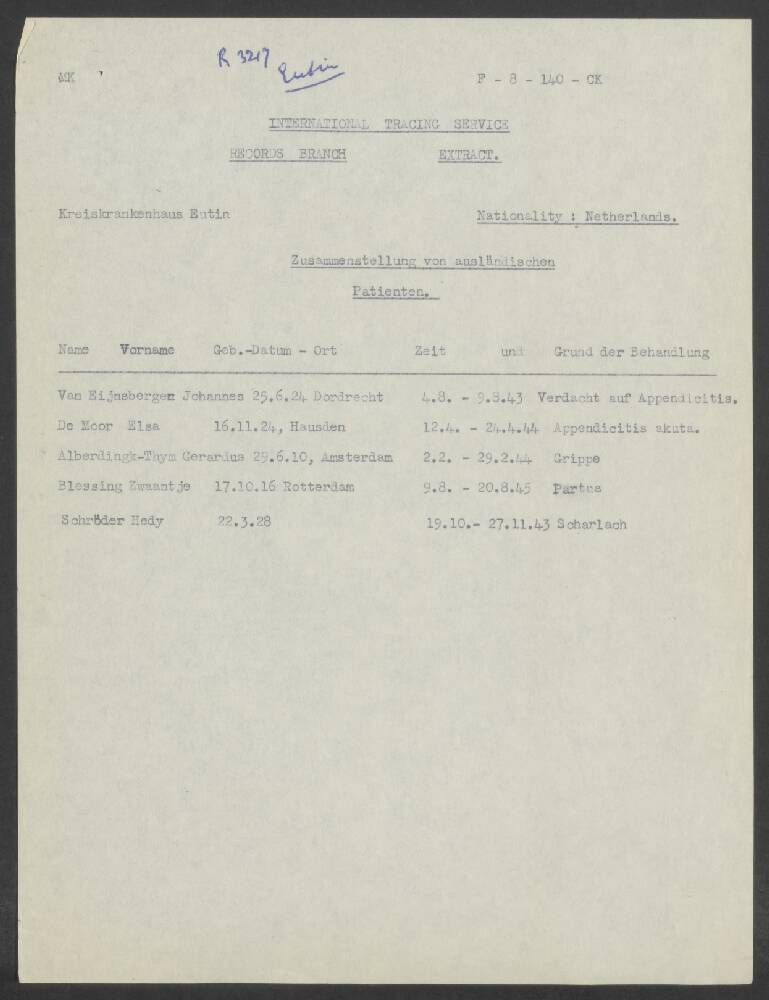 R 3217 Eutin
MK F - 8 - 140 - CK
INTERNATIONAL TRACING SERVICE
RECORDS BRANCH EXTRACT.
Kreiskrankenhaus Eutin Nationality : Netherlands.
Zusammenstellung von ausländischen
Patienten.
Name Vorname Geb.-Datum - Ort Zeit und Grund der Behandlung
Van Eijnsbergen Johannes 25.6.24 Dordrecht 4.8. - 9.8.43 Verdacht auf Appendicitis.
De Moor Elsa 16.11.24, Hausden 12.4. - 24.4.44 Appendicitis akuta.
Alberdingk-Thym Gerardus 29.6.10, Amsterdam 2.2. - 29.2.44 Grippe
Blessing Zwaantje 17.10.16 Rotterdam 9.8. - 20.8.45 Partus
Schröder Hedy 22.3.28 19.10.- 27.11.43 Scharlach